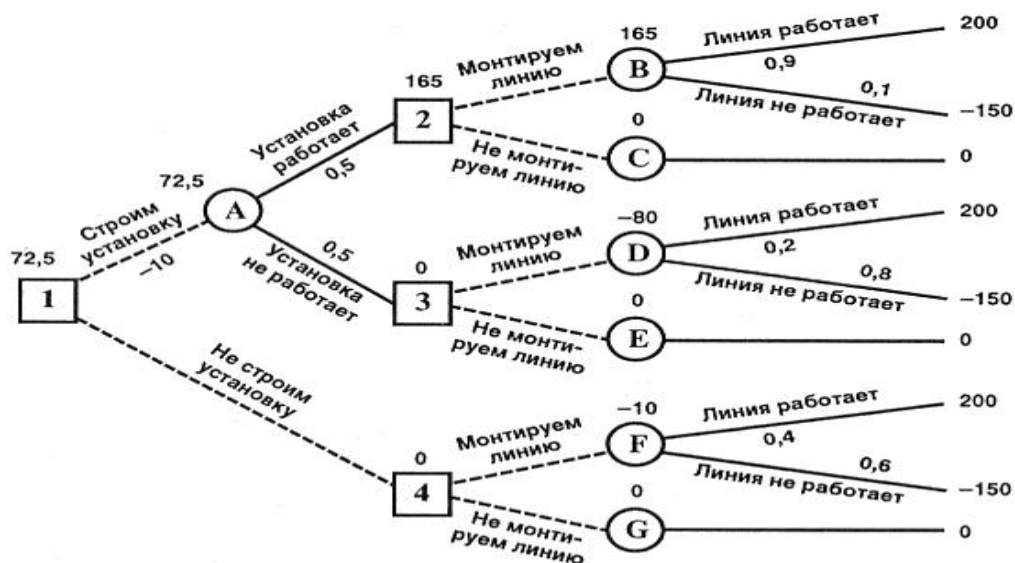 200
165
Линия работает
165
Монтируем
линию
B
0,9
0,1
Линия не работает
−150
2
0
Установка
работает
0,5
Не монти-
руем линию
C
0
72,5
A
Строим
установку
−10
72,5
1
0,5
Установка
не работает
−80
Линия работает
200
Монтируем
линию
D
0,2
0,8
Линия не работает
−150
0
3
0
Не монти-
руем линию
E
0
Не строим
установку
−10
Линия работает
200
Монтируем
линию
F
0,4
0,6
Линия не работает
−150
0
4
0
Не монти-
руем линию
G
0